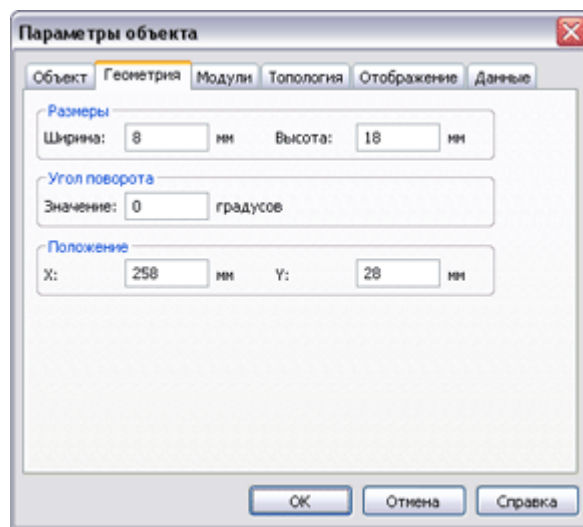 Параметры объекта
Объект Геометрия Модули Топология Отображение Данные
Размеры
Ширина: 8 мм Высота: 18 мм
Угол поворота
Значение: 0 градусов
Положение
X: 258 мм Y: 28 мм
OK Отмена Справка